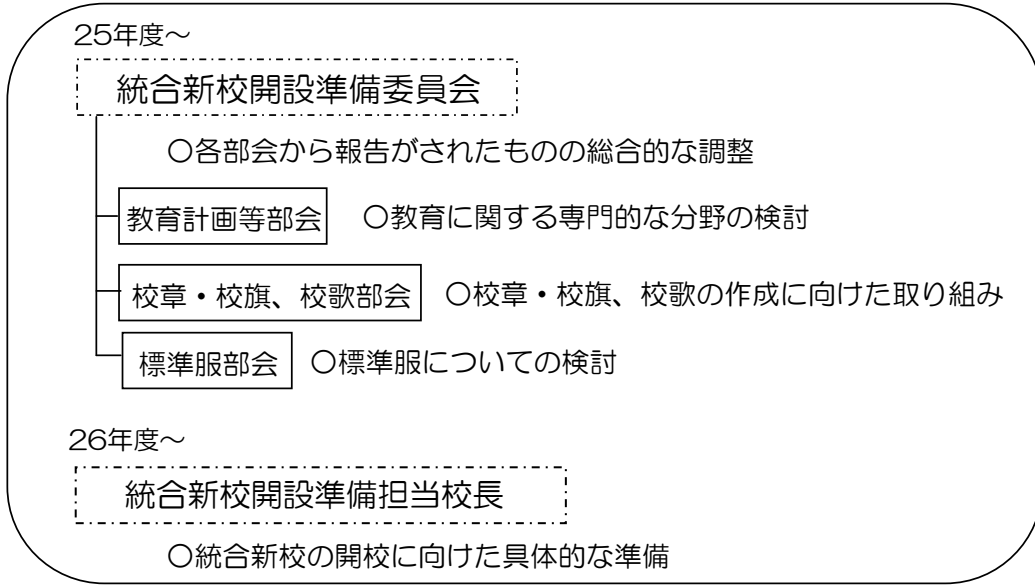 25年度～
統合新校開設準備委員会
〇各部会から報告がされたものの総合的な調整
教育計画等部会　〇教育に関する専門的な分野の検討
校章・校旗、校歌部会　〇校章・校旗、校歌の作成に向けた取り組み
標準服部会　〇標準服についての検討
26年度～
統合新校開設準備担当校長
〇統合新校の開校に向けた具体的な準備